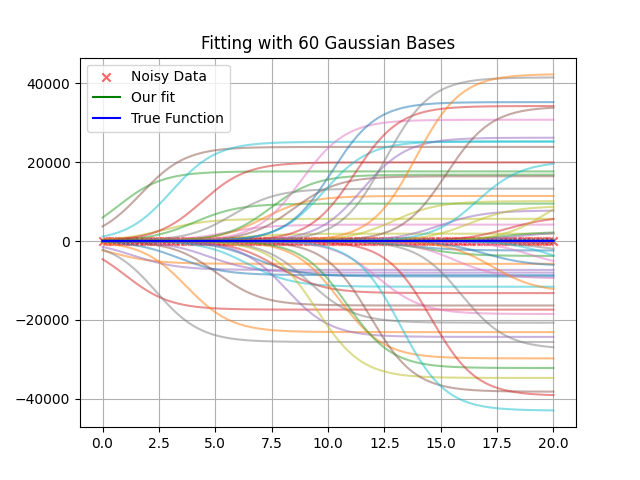 Fitting with 60 Gaussian Bases
Noisy Data
Our fit
True Function
40000
20000
0
−20000
−40000
0.0 2.5 5.0 7.5 10.0 12.5 15.0 17.5 20.0